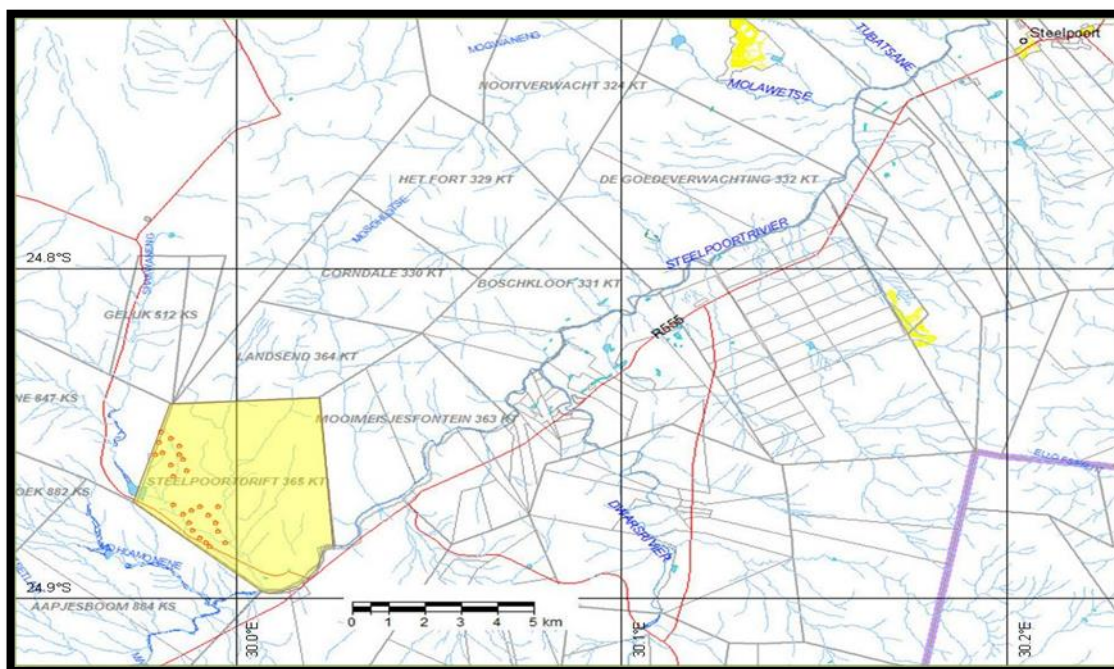 MOGWANENG
TUBATSANE
Steelpoort
NOOITVERWACHT 324 KT
MOLAWETSE
HET FORT 329 KT
DE GOEDEVERWACHTING 332 KT
STEELPOORTRIVIER
24.8°S
CORNDALE 330 KT
BOSCHKLOOF 331 KT
GELUK 512 KS
R555
LANDSEND 364 KT
NE 847 KS
MOOIMEISJESFONTEIN 363 KT
STEELPOORTDRIFT 365 KT
OEK 882 KS
DWARSRIVIER
24.9°S
AAPJESBOOM 884 KS
0 1 2 3 4 5 km
30.0°E
30.1°E
30.2°E